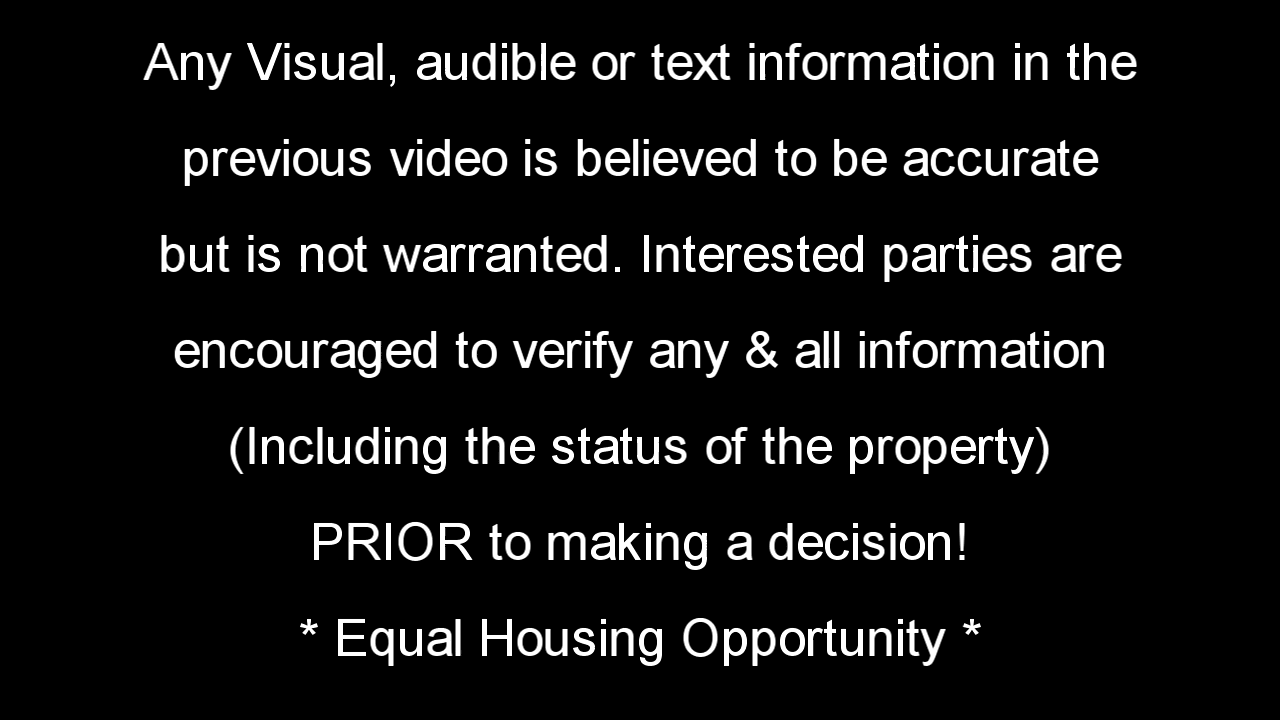 Any Visual, audible or text information in the
previous video is believed to be accurate
but is not warranted. Interested parties are
encouraged to verify any & all information
(Including the status of the property)
PRIOR to making a decision!
* Equal Housing Opportunity *